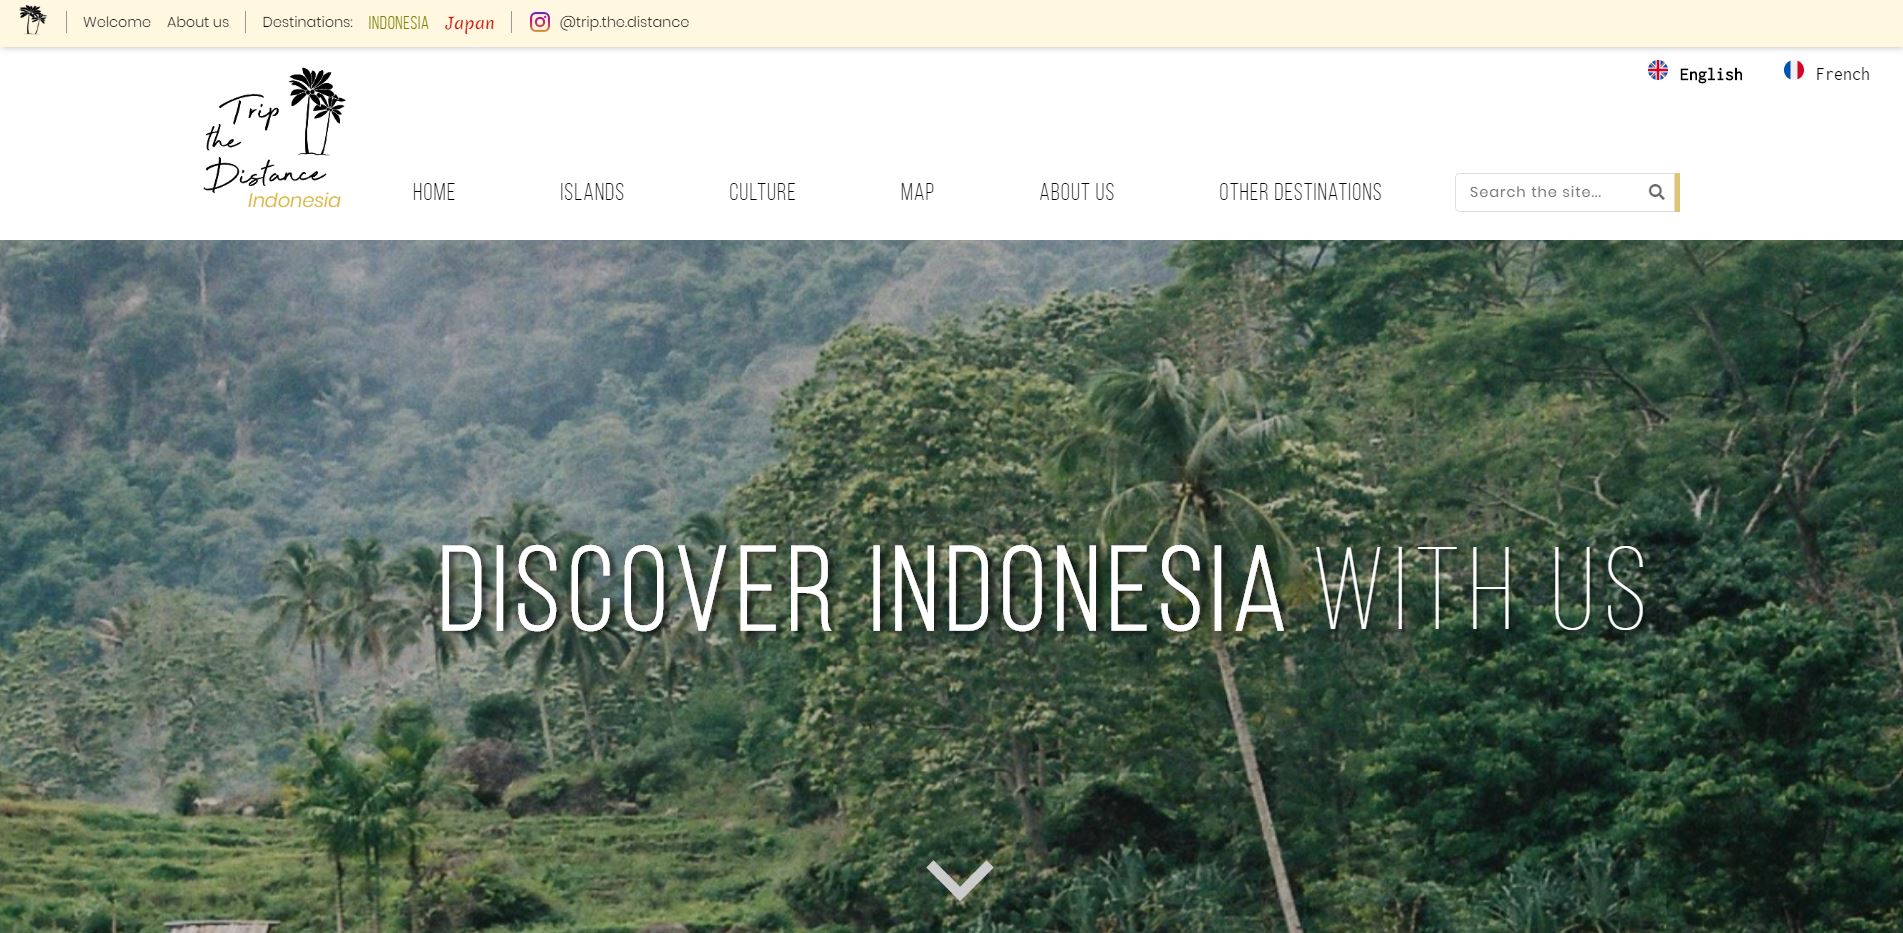 Welcome About us Destinations: INDONESIA Japan @trip.the.distance
English French
Trip
the
Distance
Indonesia
HOME ISLANDS CULTURE MAP ABOUT US OTHER DESTINATIONS Search the site...
DISCOVER INDONESIA WITH US